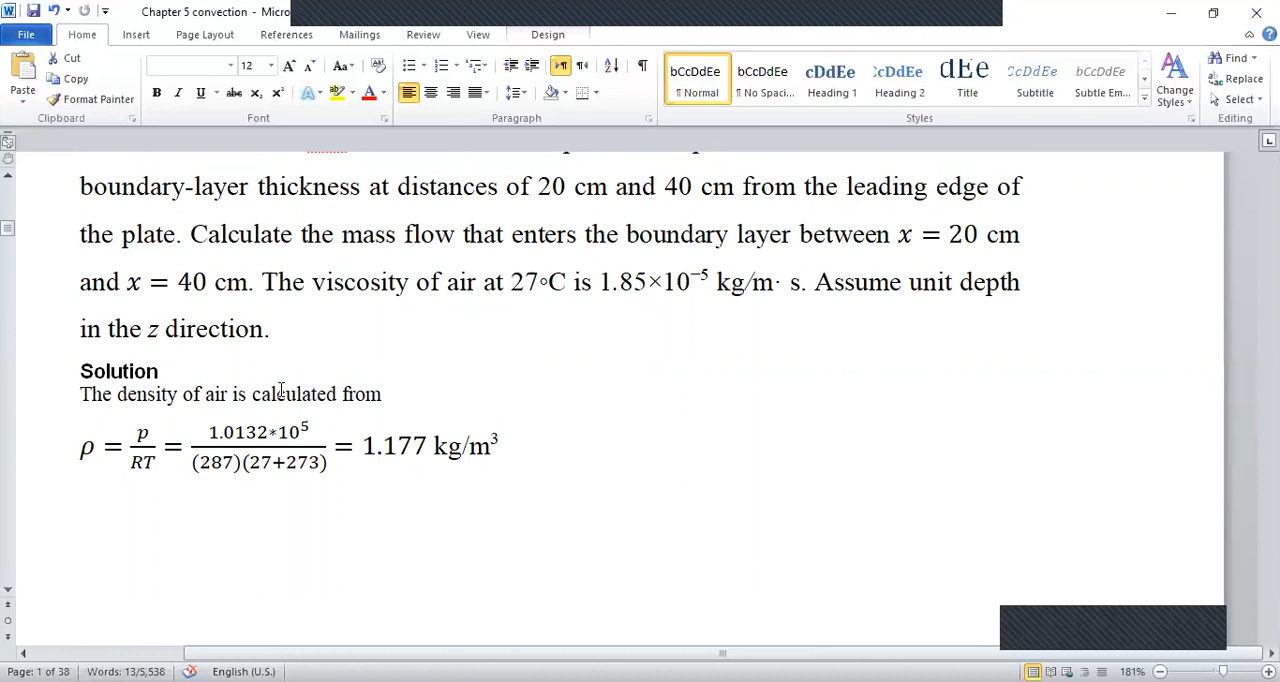 Chapter 5 convection - Micro
File Home Insert Page Layout References Mailings Review View Design
Cut
Copy
Format Painter
Paste
12
Change Styles
Find
Replace
Select
bCcDdEe bCcDdEe cDdEe :cDdEe dEe CcDdEe bCcDdEe
¶ Normal ¶ No Spaci... Heading 1 Heading 2 Title Subtitle Subtle Em...
Clipboard Font Paragraph Styles Editing
boundary-layer thickness at distances of 20 cm and 40 cm from the leading edge of
the plate. Calculate the mass flow that enters the boundary layer between x = 20 cm
and x = 40 cm. The viscosity of air at 27◦C is 1.85×10⁻⁵ kg/m· s. Assume unit depth
in the z direction.
Solution
The density of air is calculated from
ρ = p/RT = 1.0132*10⁵/(287)(27+273) = 1.177 kg/m³
Page: 1 of 38 Words: 13/5,538 English (U.S.) 181%